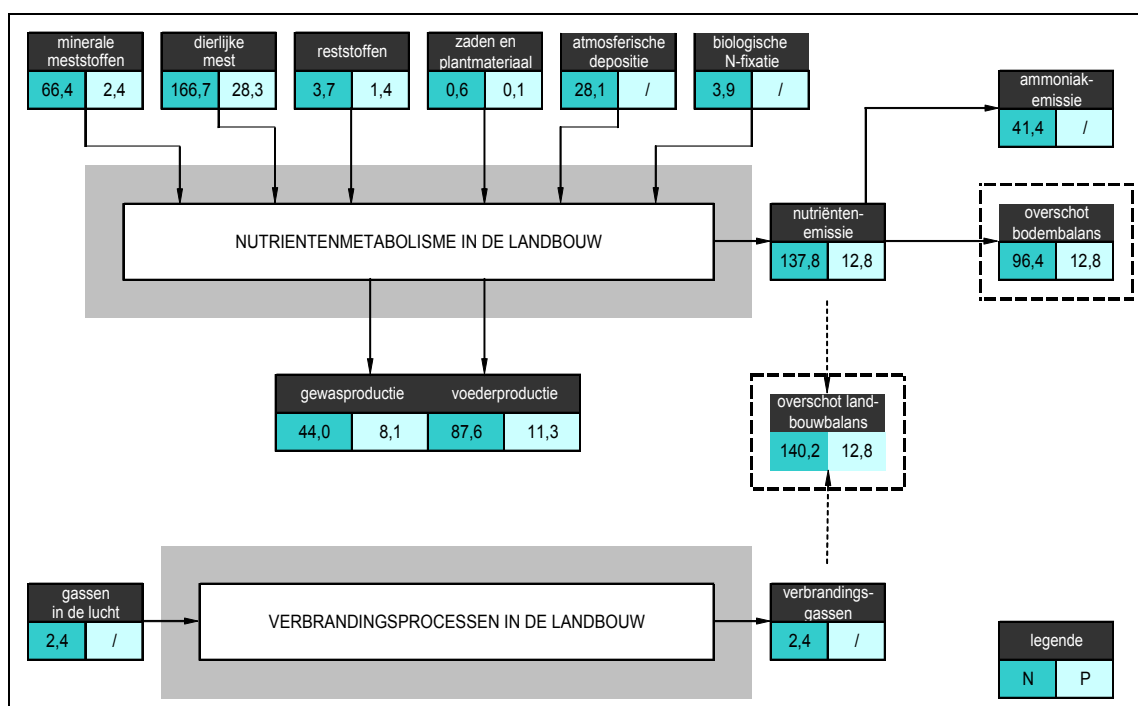 minerale
meststoffen
66,4 2,4
dierlijke
mest
166,7 28,3
reststoffen
3,7 1,4
zaden en
plantmateriaal
0,6 0,1
atmosferische
depositie
28,1 /
biologische
N-fixatie
3,9 /
ammoniak-
emissie
41,4 /
NUTRIENTENMETABOLISME IN DE LANDBOUW
nutriënten-
emissie
137,8 12,8
overschot
bodembalans
96,4 12,8
gewasproductie voederproductie
44,0 8,1 87,6 11,3
overschot land-
bouwbalans
140,2 12,8
gassen
in de lucht
2,4 /
VERBRANDINGSPROCESSEN IN DE LANDBOUW
verbrandings-
gassen
2,4 /
legende
N P